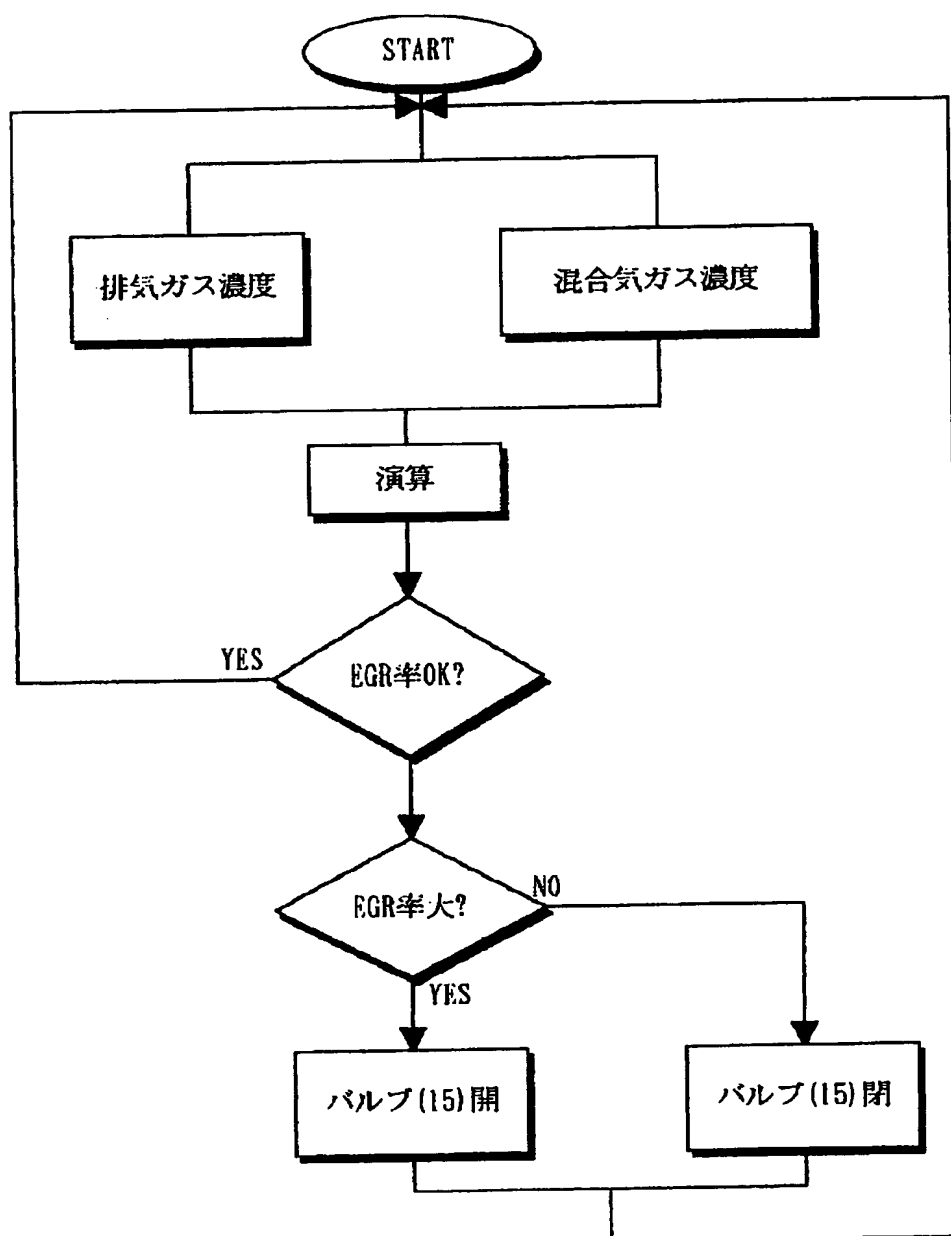 START
排気ガス濃度
混合気ガス濃度
演算
YES
EGR率OK?
EGR率大?
NO
YES
バルブ(15)開
バルブ(15)閉